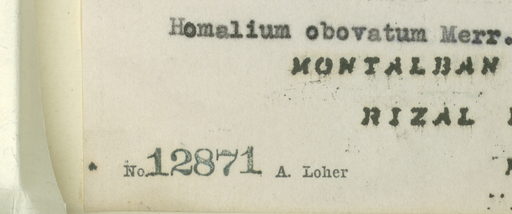 Homalium obovatum Merr.
MONTALBAN
RIZAL
No. 12871 A. Loher